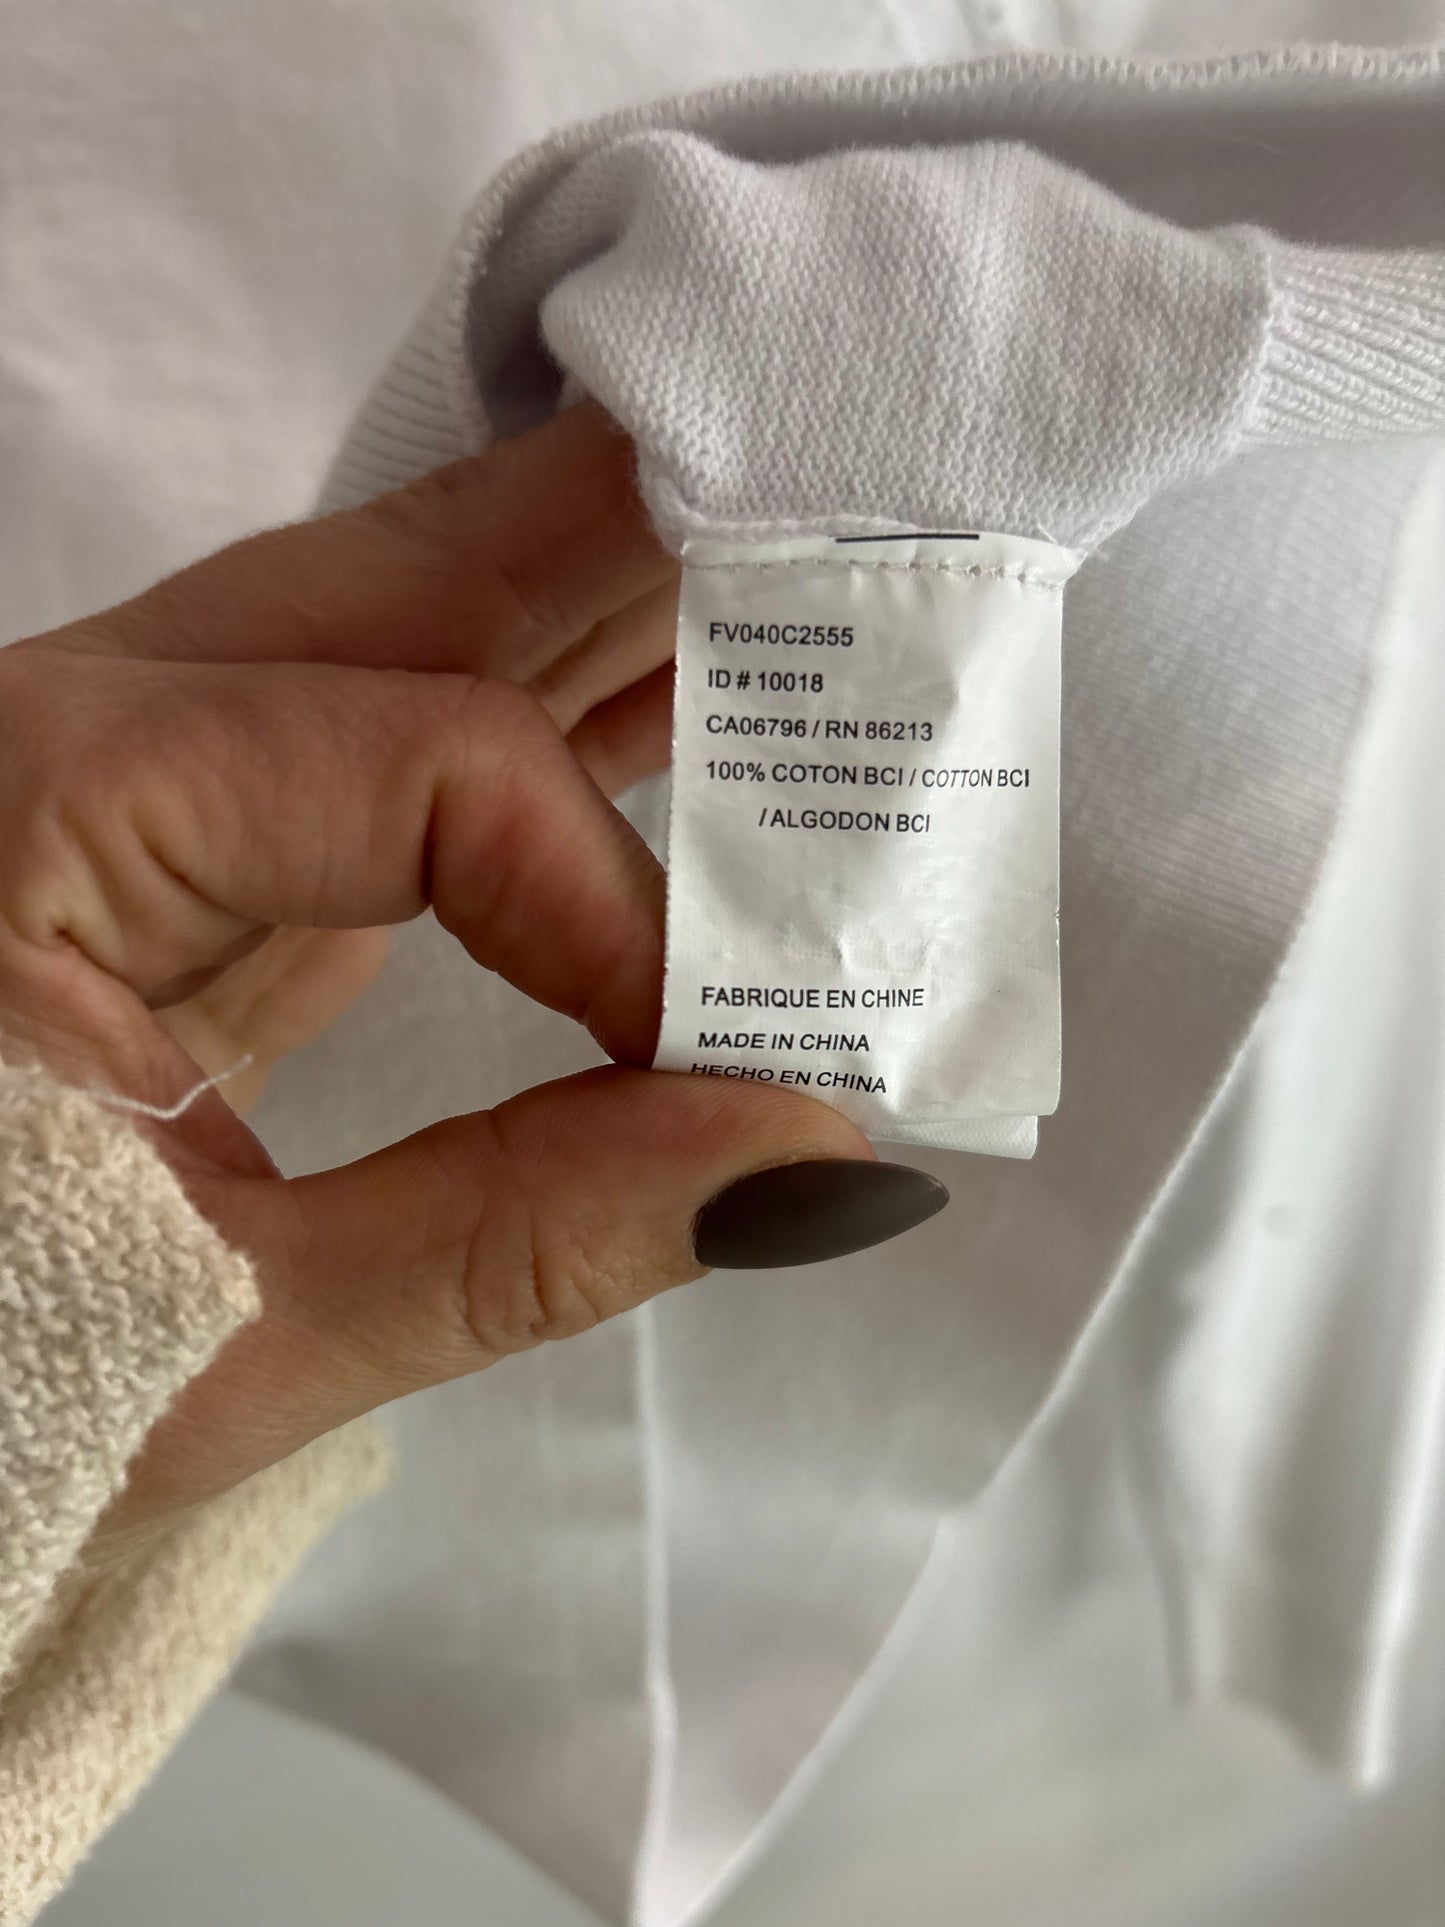 FV040C2555
ID # 10018
CA06796 / RN 86213
100% COTON BCI / COTTON BCI
/ ALGODON BCI
FABRIQUE EN CHINE
MADE IN CHINA
HECHO EN CHINA